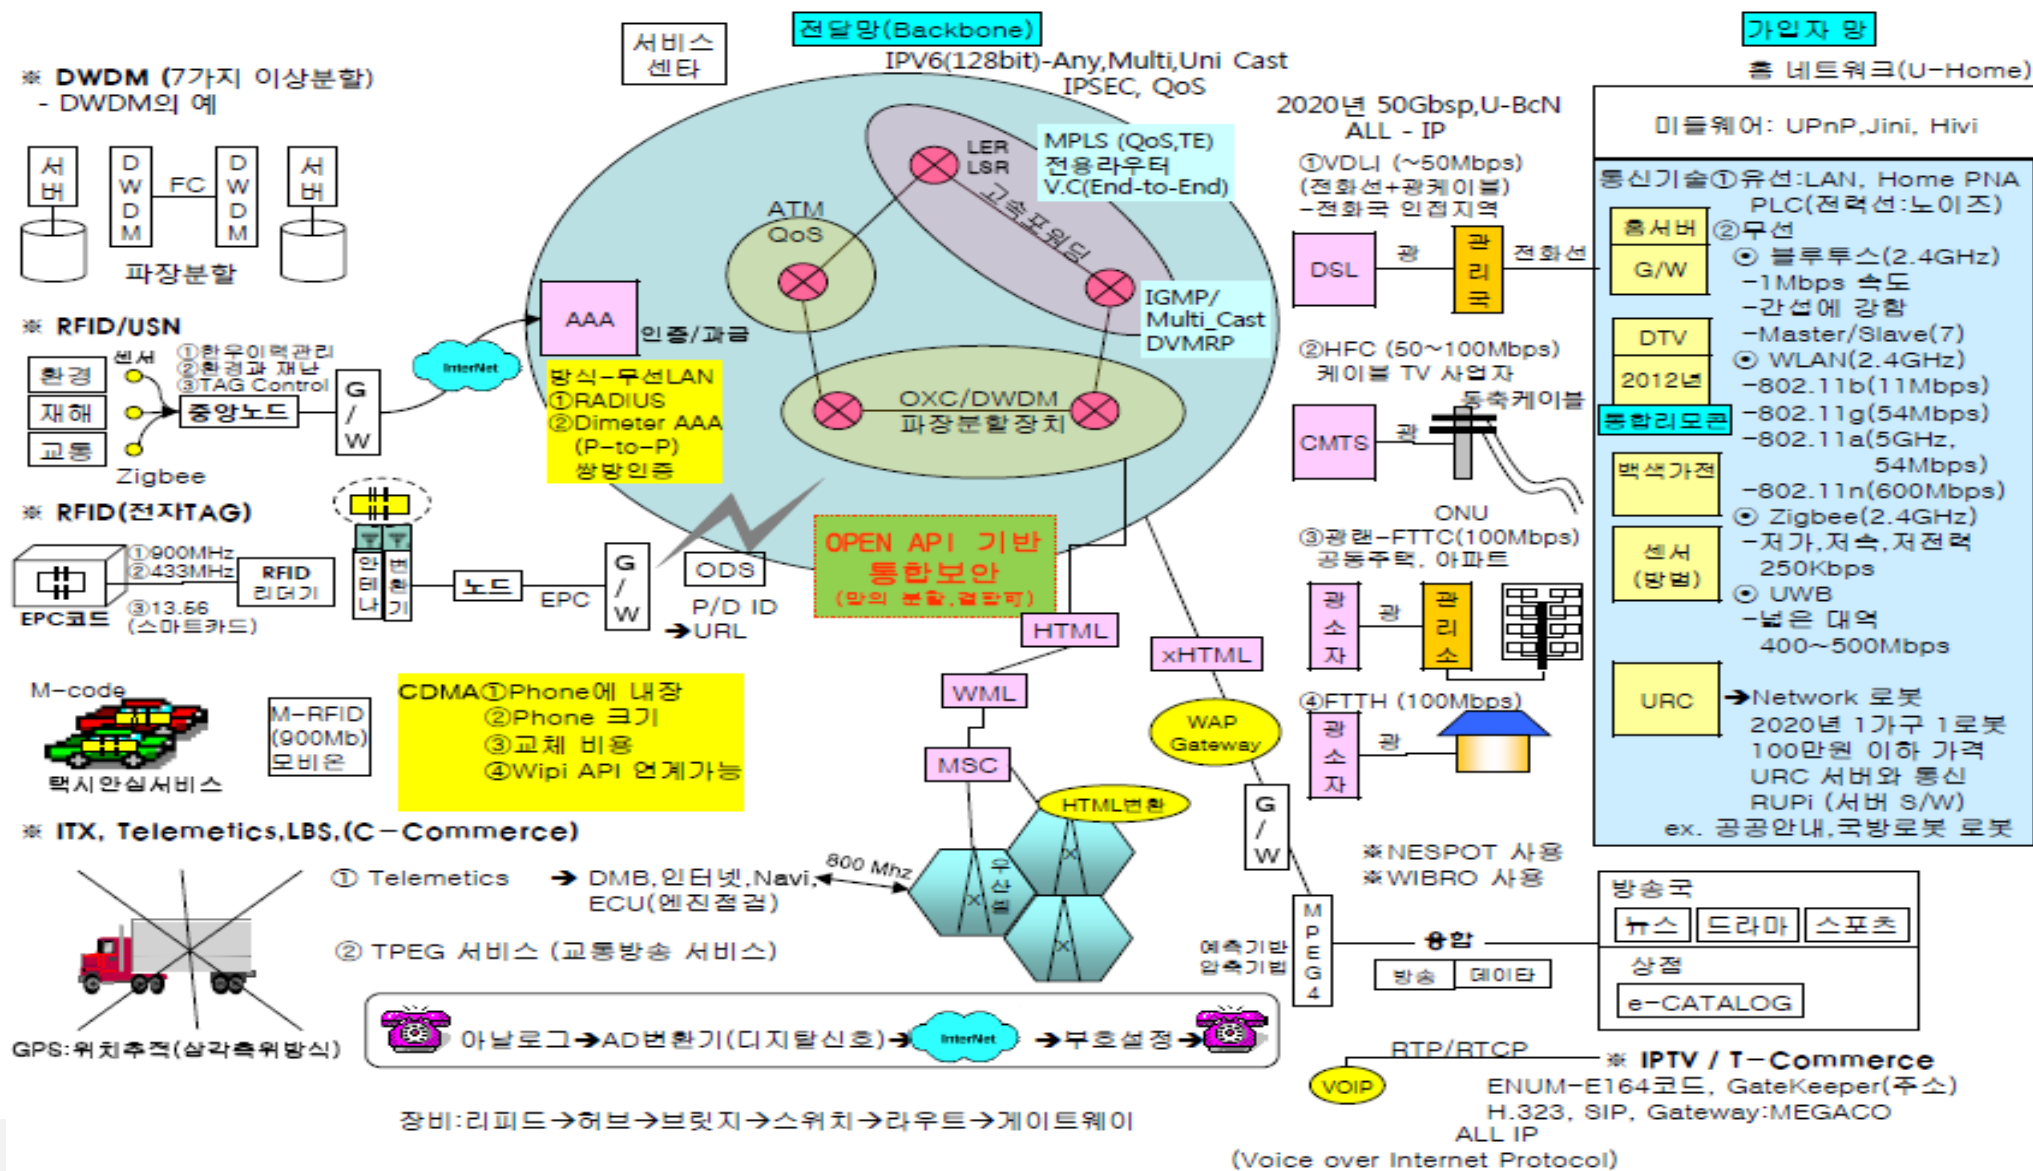 전달망(Backbone)
가입자 망
서비스
센타
IPV6(128bit)-Any,Multi,Uni Cast
IPSEC, QoS
홈 네트워크(U-Home)
※ DWDM (7가지 이상분할)
- DWDM의 예
서버
DWDM
FC
DWDM
서버
파장분할
LER
LSR
MPLS (QoS,TE)
전용라우터
V.C(End-to-End)
고속포워딩
ATM
QoS
IGMP/
Multi_Cast
DVMRP
OXC/DWDM
파장분할장치
AAA
인증/과금
방식-무선LAN
①RADIUS
②Dimeter AAA
(P-to-P)
쌍방인증
※ RFID/USN
환경
재해
교통
센서
①한우이력관리
②환경과 재난
③TAG Control
중앙노드
G/W
InterNet
Zigbee
※ RFID(전자TAG)
①900MHz
②433MHz
③13.56
(스마트카드)
EPC코드
RFID
리더기
안테나
변환기
노드
EPC
G/W
ODS
P/D ID
➔URL
OPEN API 기반
통합보안
(망의 분할,결합可)
HTML
xHTML
WML
WAP
Gateway
MSC
HTML변환
G/W
M-code
택시안심서비스
M-RFID
(900Mb)
모비온
CDMA①Phone에 내장
②Phone 크기
③교체 비용
④Wipi API 연계가능
※ ITX, Telemetics,LBS,(C-Commerce)
① Telemetics ➔ DMB,인터넷,Navi,
ECU(엔진점검)
800 Mhz
우산셀
② TPEG 서비스 (교통방송 서비스)
GPS:위치추적(삼각측위방식)
아날로그➔AD변환기(디지탈신호)➔
InterNet
➔부호설정➔
장비:리피드→허브→브릿지→스위치→라우트→게이트웨이
2020년 50Gbsp,U-BcN
ALL - IP
①VDLㄴ (~50Mbps)
(전화선+광케이블)
-전화국 인접지역
DSL
광
관리국
전화선
②HFC (50~100Mbps)
케이블 TV 사업자
동축케이블
CMTS
광
ONU
③광랜-FTTC(100Mbps)
공동주택, 아파트
광소자
광
관리소
④FTTH (100Mbps)
광소자
광
※NESPOT 사용
※WIBRO 사용
예측기반
압축기법
MPEG4
융합
방송
데이타
방송국
뉴스
드라마
스포츠
상점
e-CATALOG
RTP/RTCP
VOIP
※ IPTV / T-Commerce
ENUM-E164코드, GateKeeper(주소)
H.323, SIP, Gateway:MEGACO
ALL IP
(Voice over Internet Protocol)
미들웨어: UPnP,Jini, Hivi
통신기술①유선:LAN, Home PNA
PLC(전력선:노이즈)
홈서버
G/W
DTV
2012년
통합리모콘
백색가전
센서
(방범)
URC
②무선
⊙ 블루투스(2.4GHz)
-1Mbps 속도
-간섭에 강함
-Master/Slave(7)
⊙ WLAN(2.4GHz)
-802.11b(11Mbps)
-802.11g(54Mbps)
-802.11a(5GHz,
54Mbps)
-802.11n(600Mbps)
⊙ Zigbee(2.4GHz)
-저가,저속,저전력
250Kbps
⊙ UWB
-넓은 대역
400~500Mbps
➔Network 로봇
2020년 1가구 1로봇
100만원 이하 가격
URC 서버와 통신
RUPi (서버 S/W)
ex. 공공안내,국방로봇 로봇